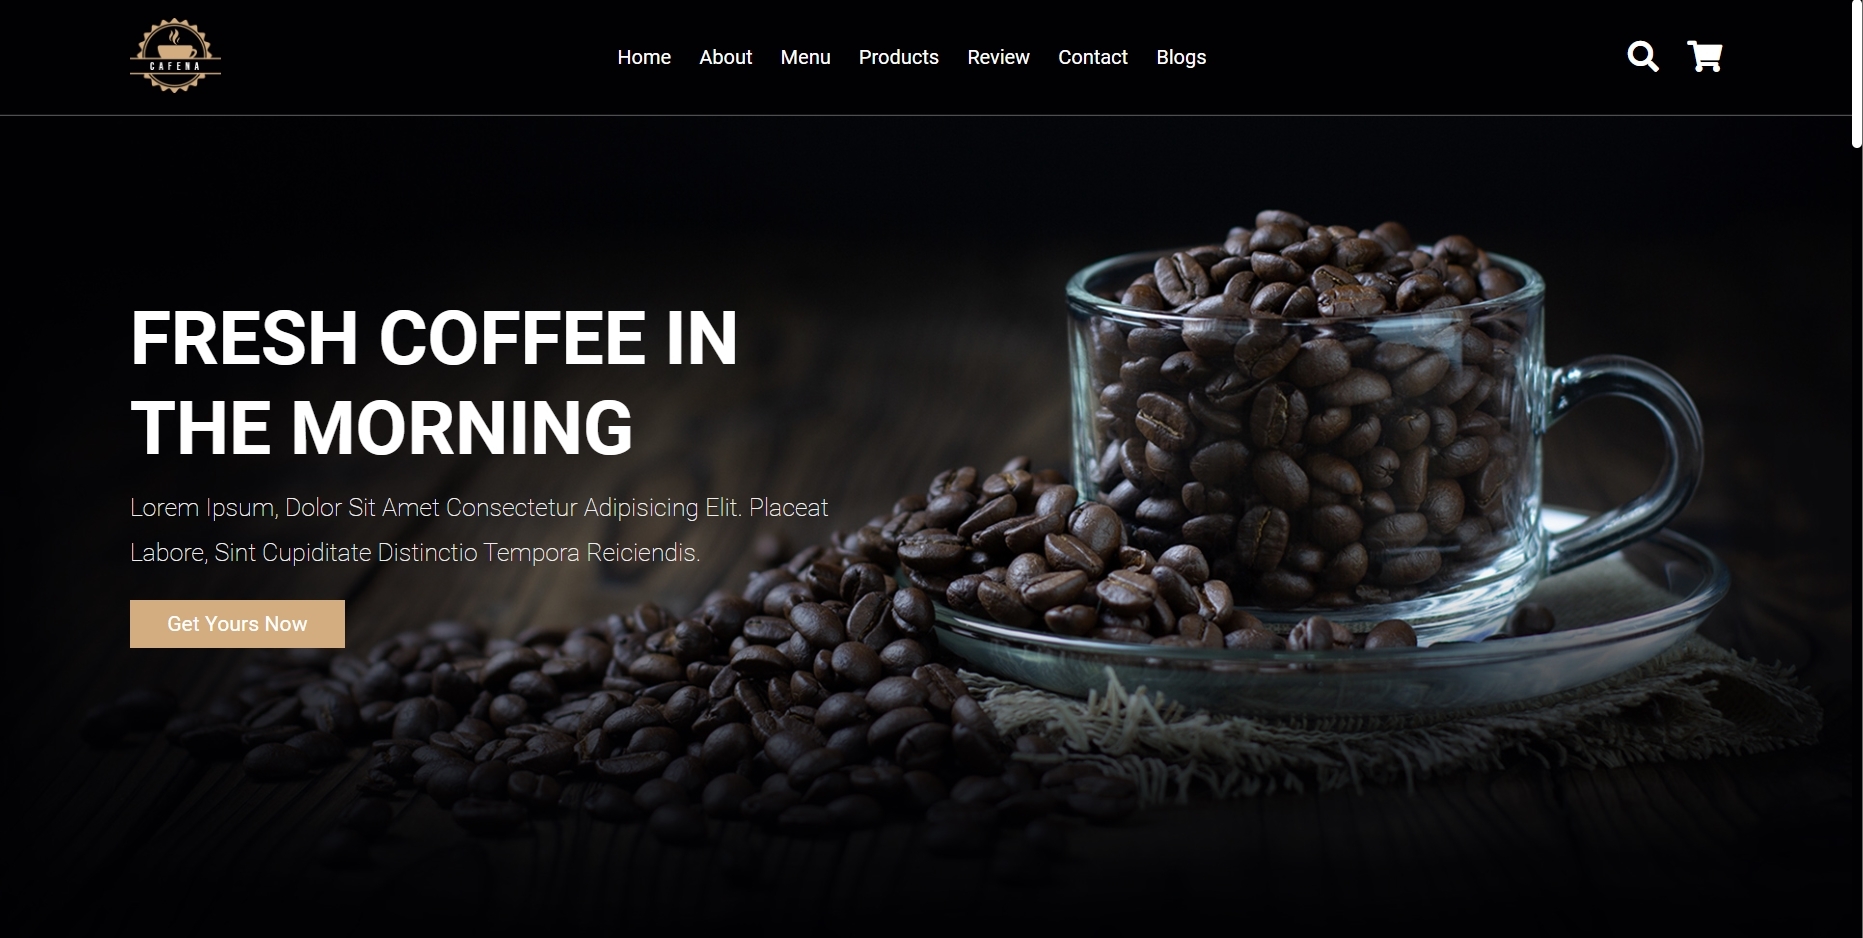 CAFENA
Home About Menu Products Review Contact Blogs
FRESH COFFEE IN
THE MORNING
Lorem Ipsum, Dolor Sit Amet Consectetur Adipisicing Elit. Placeat
Labore, Sint Cupiditate Distinctio Tempora Reiciendis.
Get Yours Now